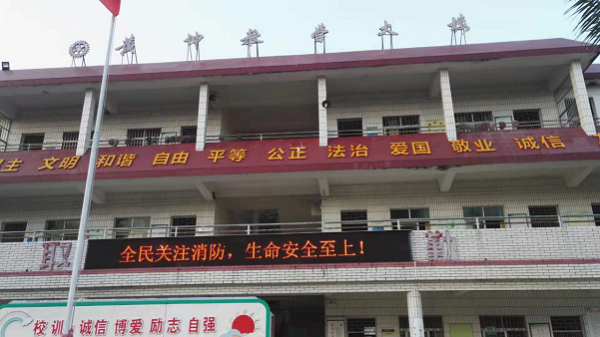 主 文明 和谐 自由 平等 公正 法治 爱国 敬业 诚信
取
全民关注消防，生命安全至上！
勤
校训 诚信 博爱 励志 自强